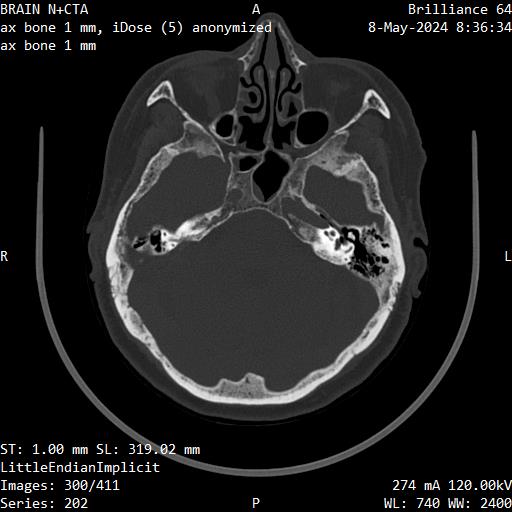 BRAIN N+CTA
A
Brilliance 64
ax bone 1 mm, iDose (5) anonymized
8-May-2024 8:36:34
ax bone 1 mm
R
L
ST: 1.00 mm SL: 319.02 mm
LittleEndianImplicit
Images: 300/411
274 mA 120.00kV
Series: 202
P
WL: 740 WW: 2400